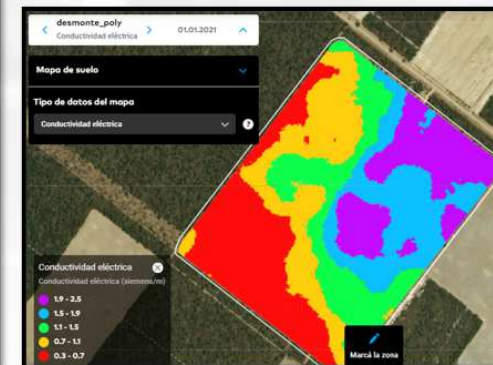 desmonte_poly
Conductividad eléctrica
01.01.2021
Mapa de suelo
Tipo de datos del mapa
Conductividad eléctrica
?
Conductividad eléctrica
Conductividad eléctrica (siemens/m)
1.9 - 2.5
1.5 - 1.9
1.1 - 1.5
0.7 - 1.1
0.3 - 0.7
Marcá la zona